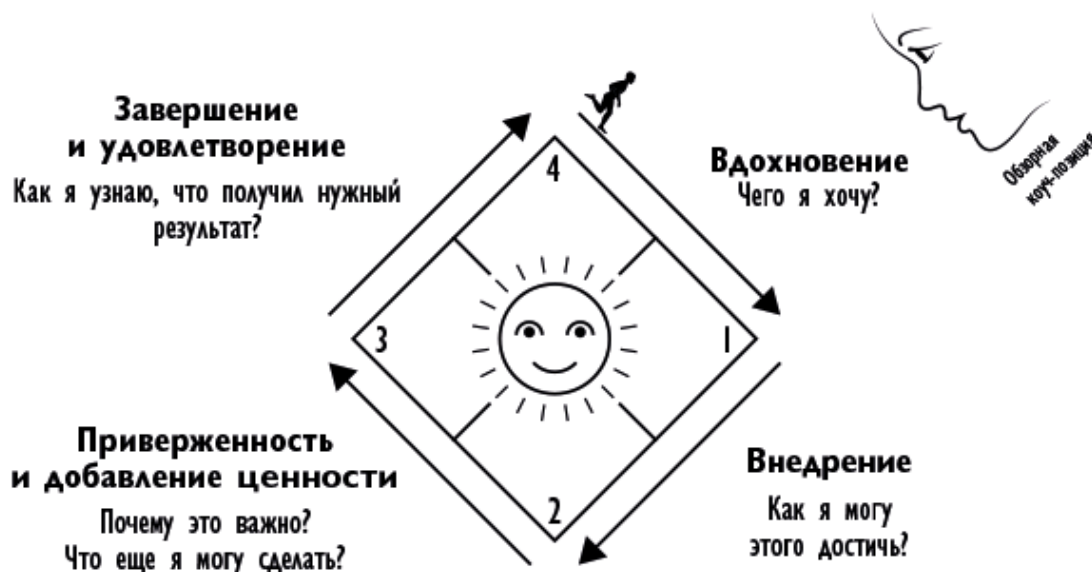 Завершение
и удовлетворение
Как я узнаю, что получил нужный
результат?
Вдохновение
Чего я хочу?
Обзорная
коуч-позиция
4
3
1
2
Приверженность
и добавление ценности
Почему это важно?
Что еще я могу сделать?
Внедрение
Как я могу
этого достичь?